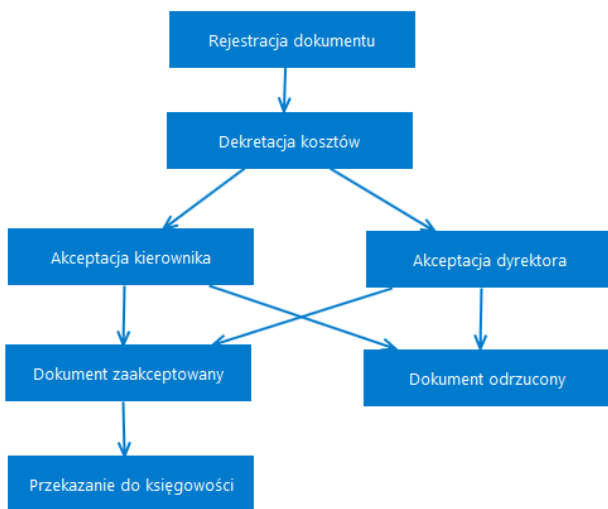 Rejestracja dokumentu
Dekretacja kosztów
Akceptacja kierownika
Akceptacja dyrektora
Dokument zaakceptowany
Dokument odrzucony
Przekazanie do księgowości